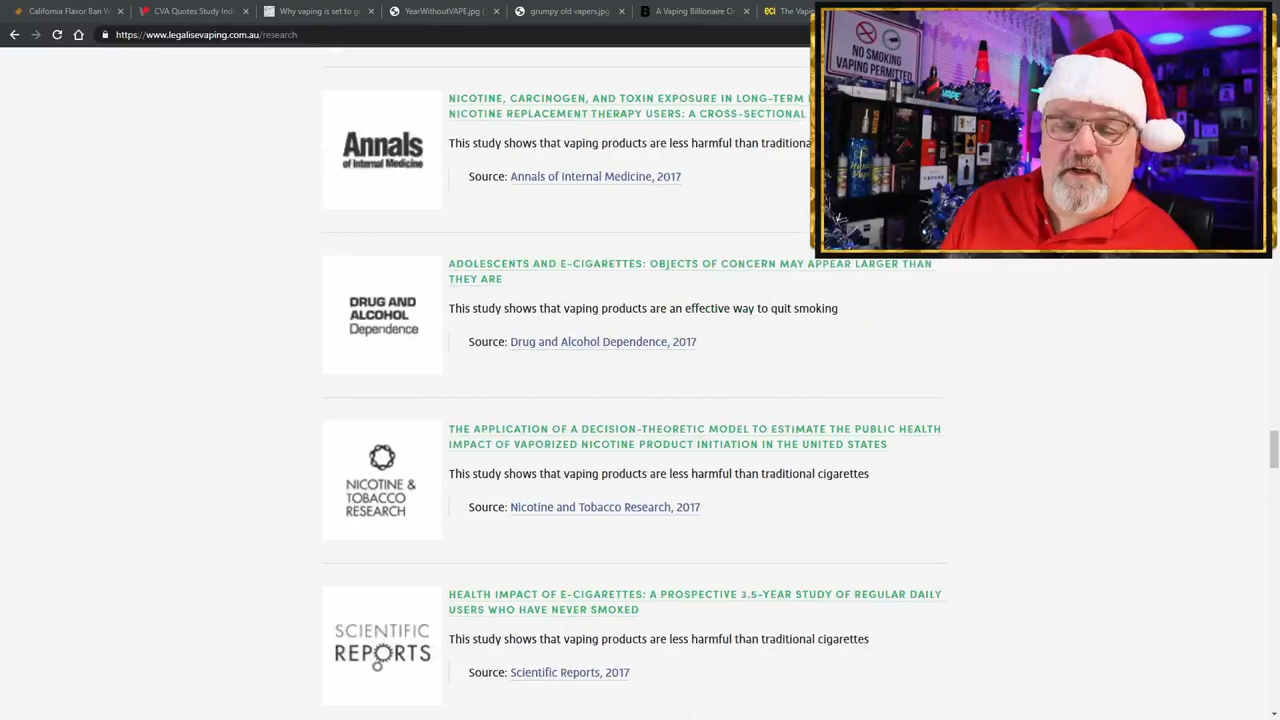 California Flavor Ban W
CVA Quotes Study Indi
Why vaping is set to g
YearWithoutVAPE.jpg (
grumpy old vapers.jpg
A Vaping Billionaire O
The Vapi
https://www.legalisevaping.com.au/research
NO SMOKING
VAPING PERMITTED
VAPE
NICOTINE, CARCINOGEN, AND TOXIN EXPOSURE IN LONG-TERM
NICOTINE REPLACEMENT THERAPY USERS: A CROSS-SECTIONAL
Annals
of Internal Medicine
This study shows that vaping products are less harmful than traditiona
Source: Annals of Internal Medicine, 2017
ADOLESCENTS AND E-CIGARETTES: OBJECTS OF CONCERN MAY APPEAR LARGER THAN
THEY ARE
DRUG AND
ALCOHOL
Dependence
This study shows that vaping products are an effective way to quit smoking
Source: Drug and Alcohol Dependence, 2017
THE APPLICATION OF A DECISION-THEORETIC MODEL TO ESTIMATE THE PUBLIC HEALTH
IMPACT OF VAPORIZED NICOTINE PRODUCT INITIATION IN THE UNITED STATES
NICOTINE &
TOBACCO
RESEARCH
This study shows that vaping products are less harmful than traditional cigarettes
Source: Nicotine and Tobacco Research, 2017
HEALTH IMPACT OF E-CIGARETTES: A PROSPECTIVE 3.5-YEAR STUDY OF REGULAR DAILY
USERS WHO HAVE NEVER SMOKED
SCIENTIFIC
REPORTS
This study shows that vaping products are less harmful than traditional cigarettes
Source: Scientific Reports, 2017